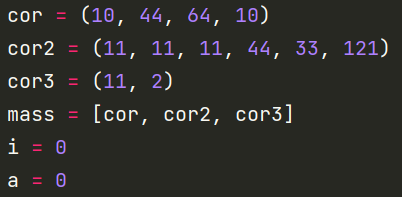 cor = (10, 44, 64, 10)
cor2 = (11, 11, 11, 44, 33, 121)
cor3 = (11, 2)
mass = [cor, cor2, cor3]
i = 0
a = 0